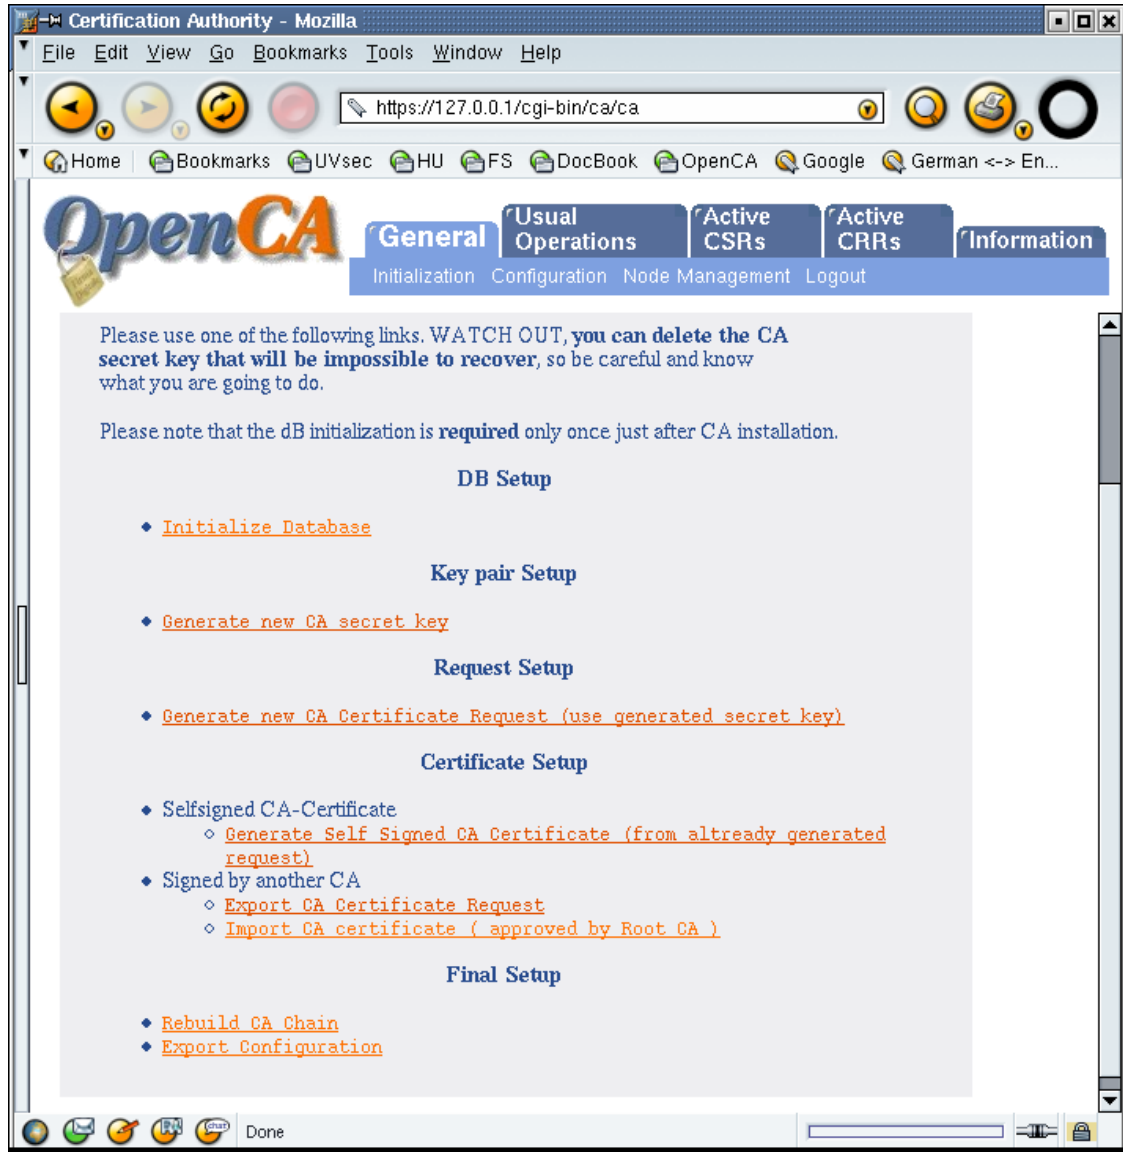 Certification Authority - Mozilla
File Edit View Go Bookmarks Tools Window Help
https://127.0.0.1/cgi-bin/ca/ca
Home Bookmarks UVsec HU FS DocBook OpenCA Google German <-> En...
OpenCA
General Usual Operations Active CSRs Active CRRs Information
Initialization Configuration Node Management Logout
Please use one of the following links. WATCH OUT, you can delete the CA
secret key that will be impossible to recover, so be careful and know
what you are going to do.
Please note that the dB initialization is required only once just after CA installation.
DB Setup
Initialize Database
Key pair Setup
Generate new CA secret key
Request Setup
Generate new CA Certificate Request (use generated secret key)
Certificate Setup
Selfsigned CA-Certificate
Generate Self Signed CA Certificate (from altready generated
request)
Signed by another CA
Export CA Certificate Request
Import CA certificate ( approved by Root CA )
Final Setup
Rebuild CA Chain
Export Configuration
Done